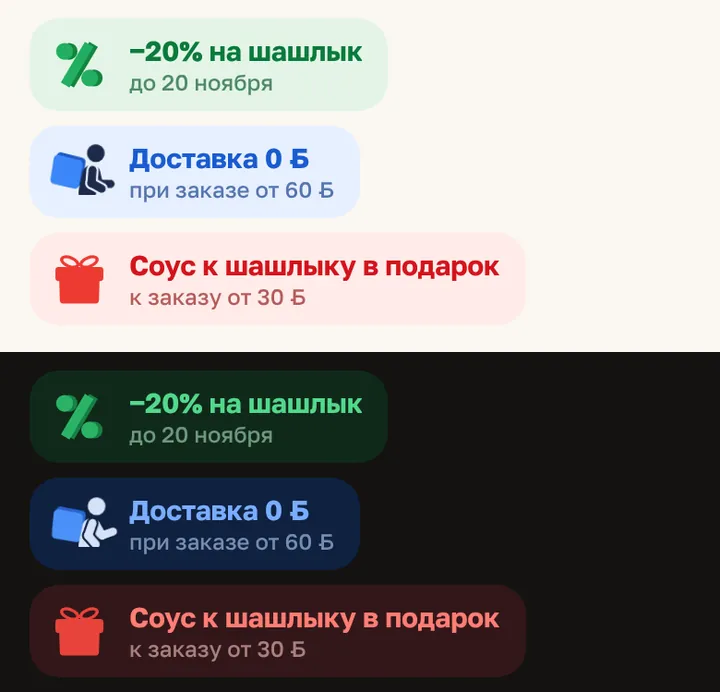 −20% на шашлык
до 20 ноября
Доставка 0 Б
при заказе от 60 Б
Соус к шашлыку в подарок
к заказу от 30 Б
−20% на шашлык
до 20 ноября
Доставка 0 Б
при заказе от 60 Б
Соус к шашлыку в подарок
к заказу от 30 Б